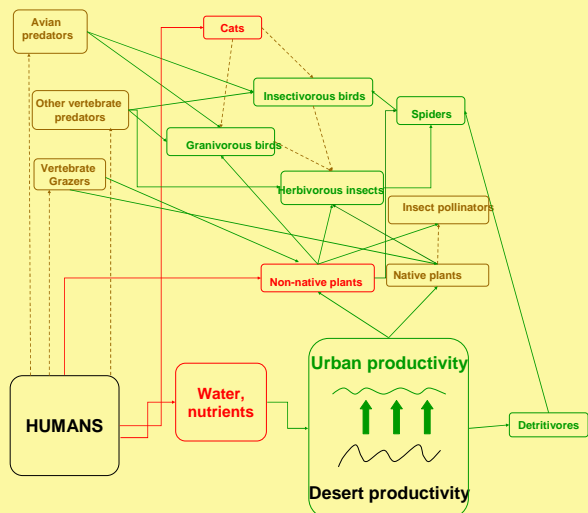 Avian
predators
Cats
Insectivorous birds
Other vertebrate
predators
Spiders
Granivorous birds
Vertebrate
Grazers
Herbivorous insects
Insect pollinators
Non-native plants
Native plants
Urban productivity
Water,
nutrients
HUMANS
Detritivores
Desert productivity